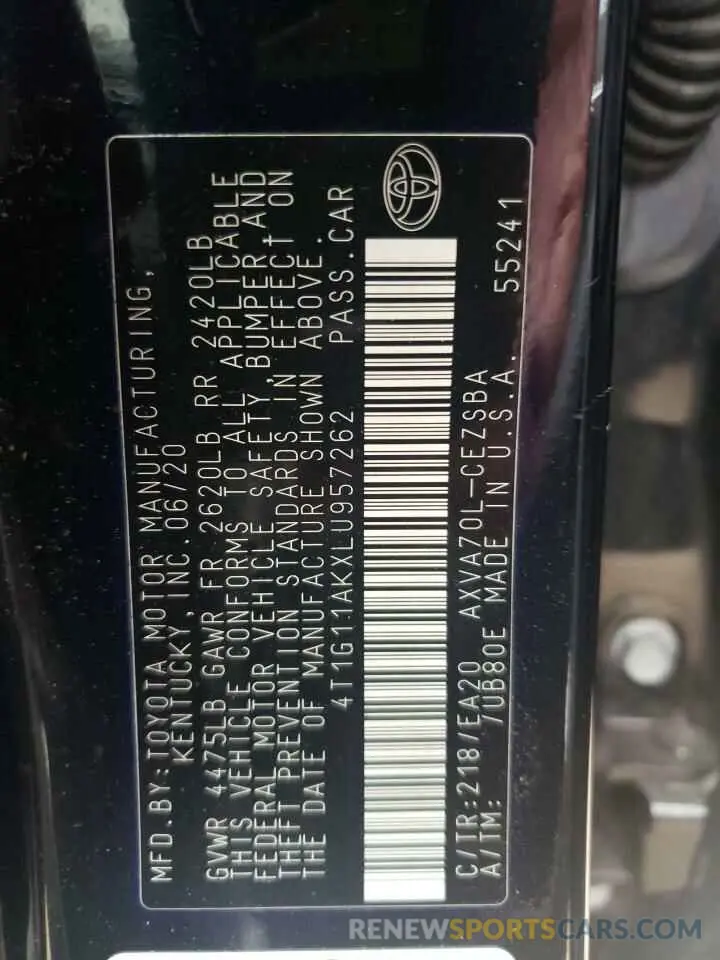 MFD. BY: TOYOTA MOTOR MANUFACTURING,
KENTUCKY, INC. 06/20
GVWR 4475LB GAWR FR 2620LB RR 2420LB
THIS VEHICLE CONFORMS TO ALL APPLICABLE
FEDERAL MOTOR VEHICLE SAFETY, BUMPER, AND
THEFT PREVENTION STANDARDS IN EFFECT ON
THE DATE OF MANUFACTURE SHOWN ABOVE.
4T1G11AKXLU957262 PASS. CAR
C/TR: 218/EA20 AXVA70L-CEZSBA
A/TM: /UB80E MADE IN U.S.A. 55241
RENEWSPORTSCARS.COM